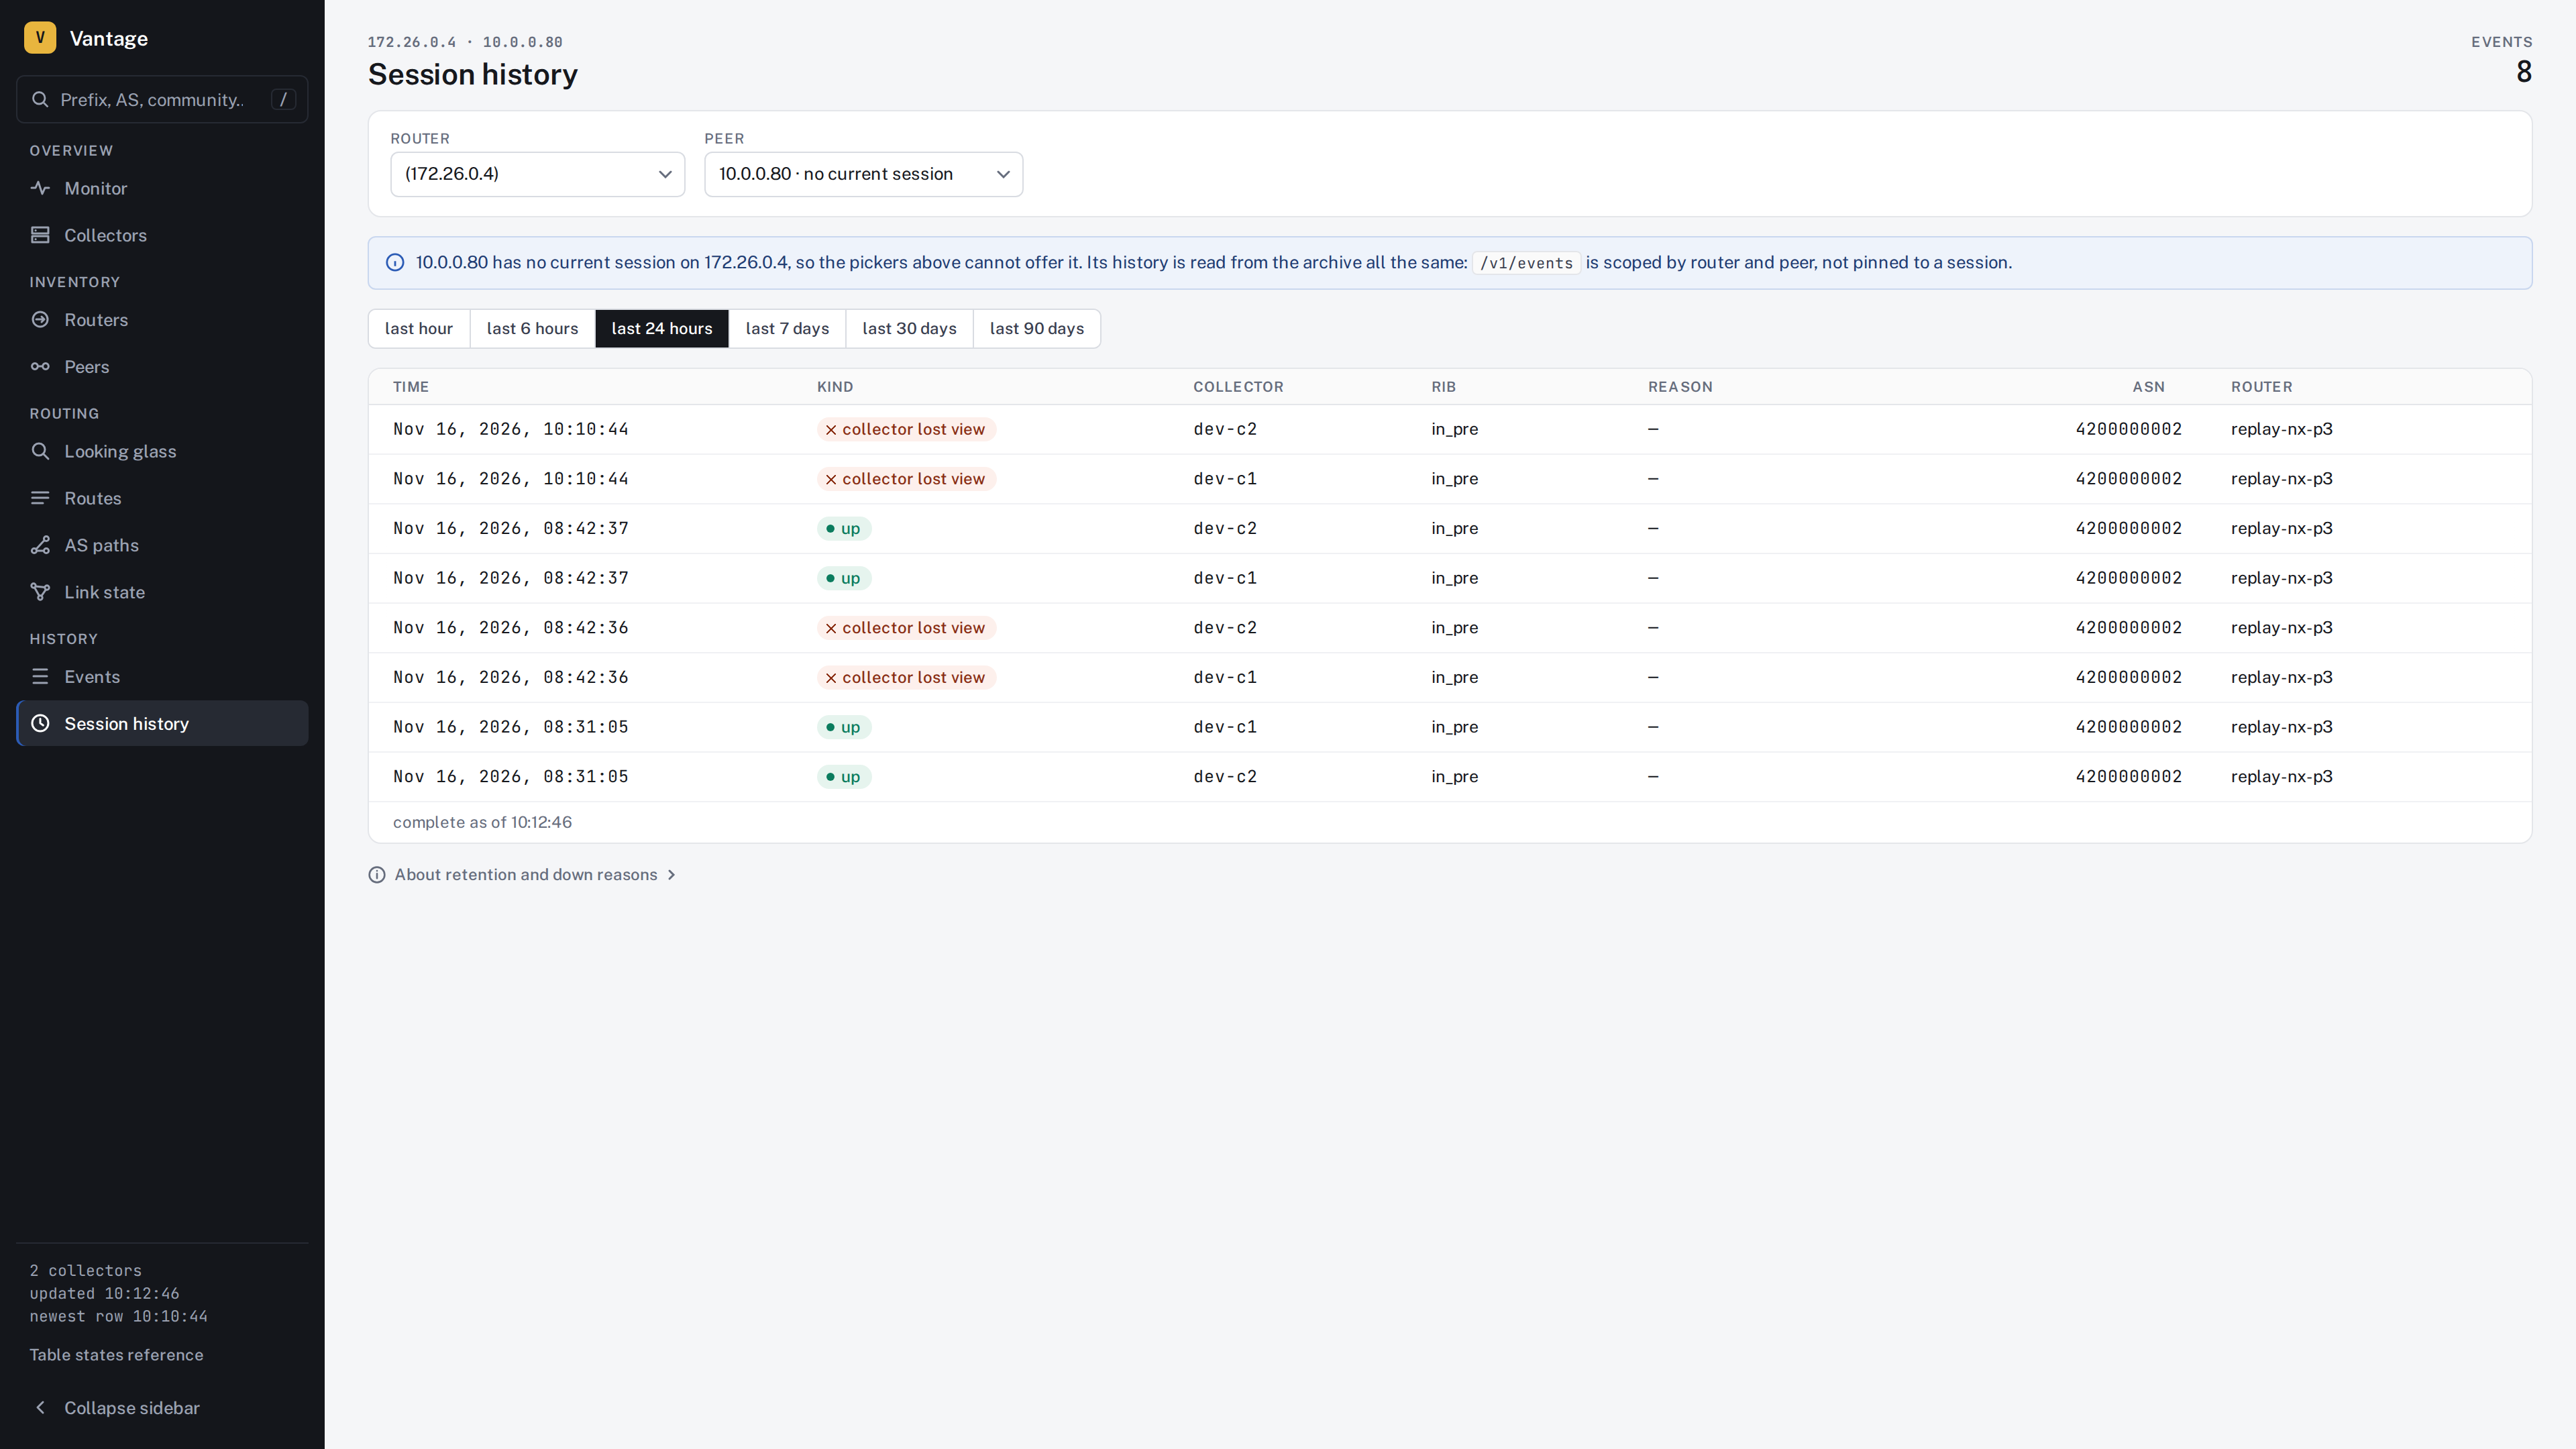 V Vantage
Prefix, AS, community.. /
OVERVIEW
Monitor
Collectors
INVENTORY
Routers
Peers
ROUTING
Looking glass
Routes
AS paths
Link state
HISTORY
Events
Session history
2 collectors
updated 10:12:46
newest row 10:10:44
Table states reference
Collapse sidebar
172.26.0.4 · 10.0.0.80
Session history
EVENTS
8
ROUTER PEER
(172.26.0.4) 10.0.0.80 · no current session
10.0.0.80 has no current session on 172.26.0.4, so the pickers above cannot offer it. Its history is read from the archive all the same: /v1/events is scoped by router and peer, not pinned to a session.
last hour last 6 hours last 24 hours last 7 days last 30 days last 90 days
TIME KIND COLLECTOR RIB REASON ASN ROUTER
Nov 16, 2026, 10:10:44 × collector lost view dev-c2 in_pre — 4200000002 replay-nx-p3
Nov 16, 2026, 10:10:44 × collector lost view dev-c1 in_pre — 4200000002 replay-nx-p3
Nov 16, 2026, 08:42:37 up dev-c2 in_pre — 4200000002 replay-nx-p3
Nov 16, 2026, 08:42:37 up dev-c1 in_pre — 4200000002 replay-nx-p3
Nov 16, 2026, 08:42:36 × collector lost view dev-c2 in_pre — 4200000002 replay-nx-p3
Nov 16, 2026, 08:42:36 × collector lost view dev-c1 in_pre — 4200000002 replay-nx-p3
Nov 16, 2026, 08:31:05 up dev-c1 in_pre — 4200000002 replay-nx-p3
Nov 16, 2026, 08:31:05 up dev-c2 in_pre — 4200000002 replay-nx-p3
complete as of 10:12:46
About retention and down reasons